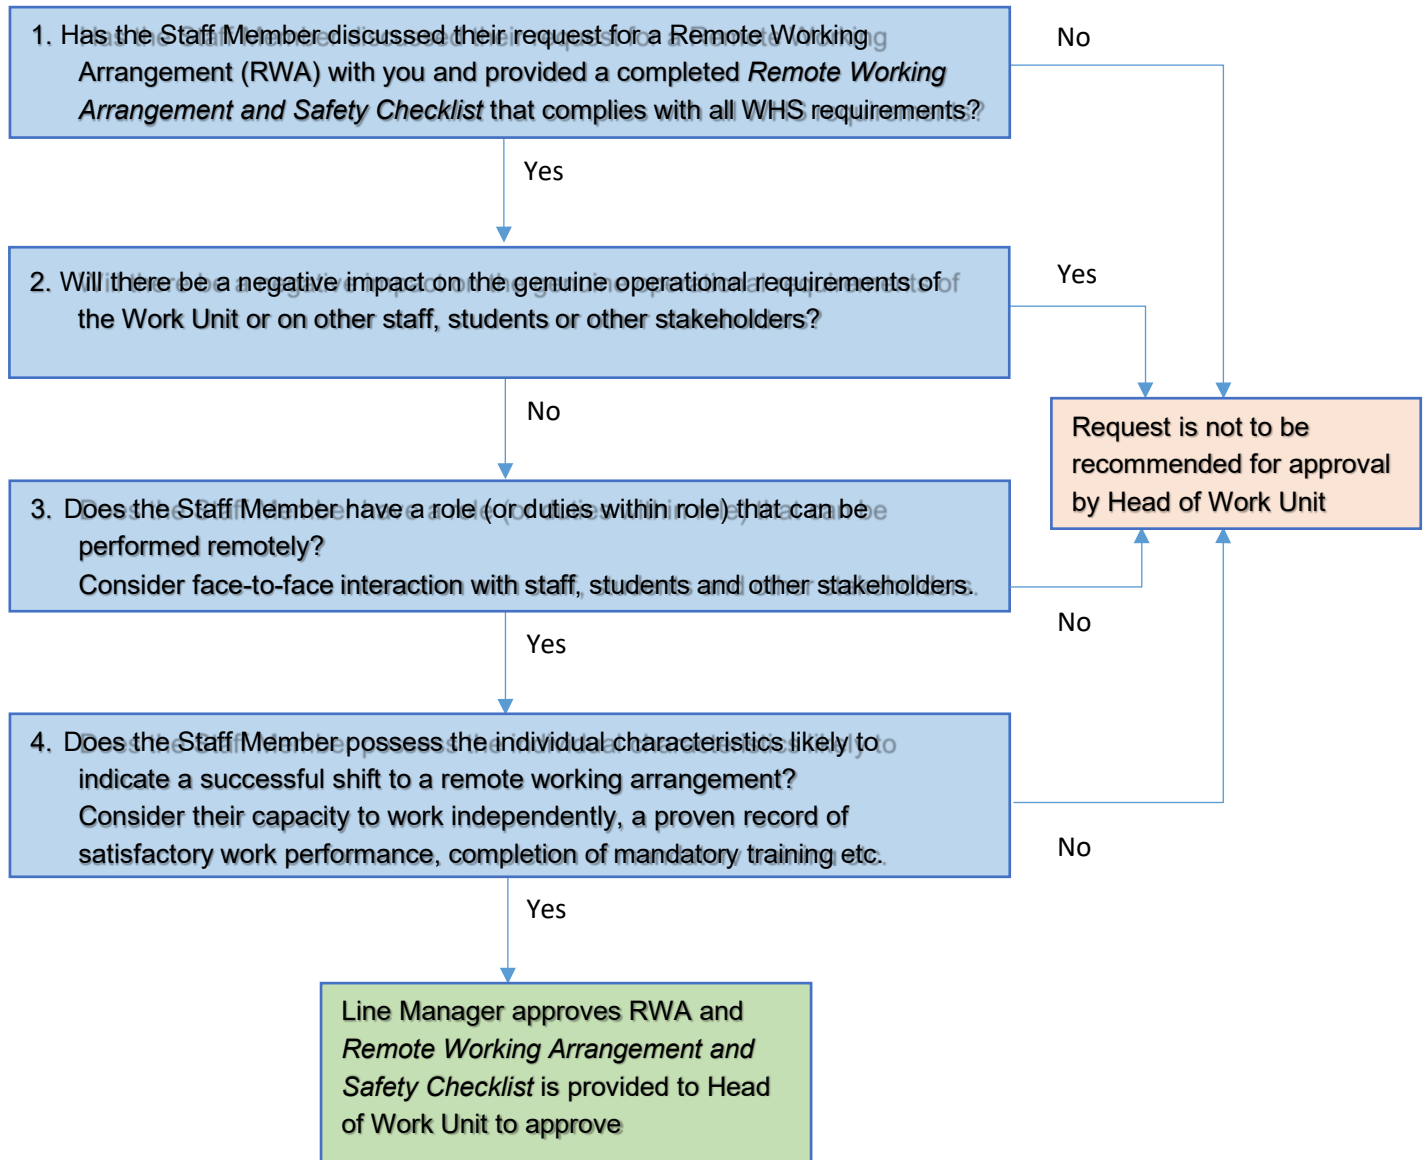 1. Has the Staff Member discussed their request for a Remote Working
Arrangement (RWA) with you and provided a completed Remote Working
Arrangement and Safety Checklist that complies with all WHS requirements?
No
Yes
2. Will there be a negative impact on the genuine operational requirements of
the Work Unit or on other staff, students or other stakeholders?
Yes
No
Request is not to be
recommended for approval
by Head of Work Unit
3. Does the Staff Member have a role (or duties within role) that can be
performed remotely?
Consider face-to-face interaction with staff, students and other stakeholders.
No
Yes
4. Does the Staff Member possess the individual characteristics likely to
indicate a successful shift to a remote working arrangement?
Consider their capacity to work independently, a proven record of
satisfactory work performance, completion of mandatory training etc.
No
Yes
Line Manager approves RWA and
Remote Working Arrangement and
Safety Checklist is provided to Head
of Work Unit to approve